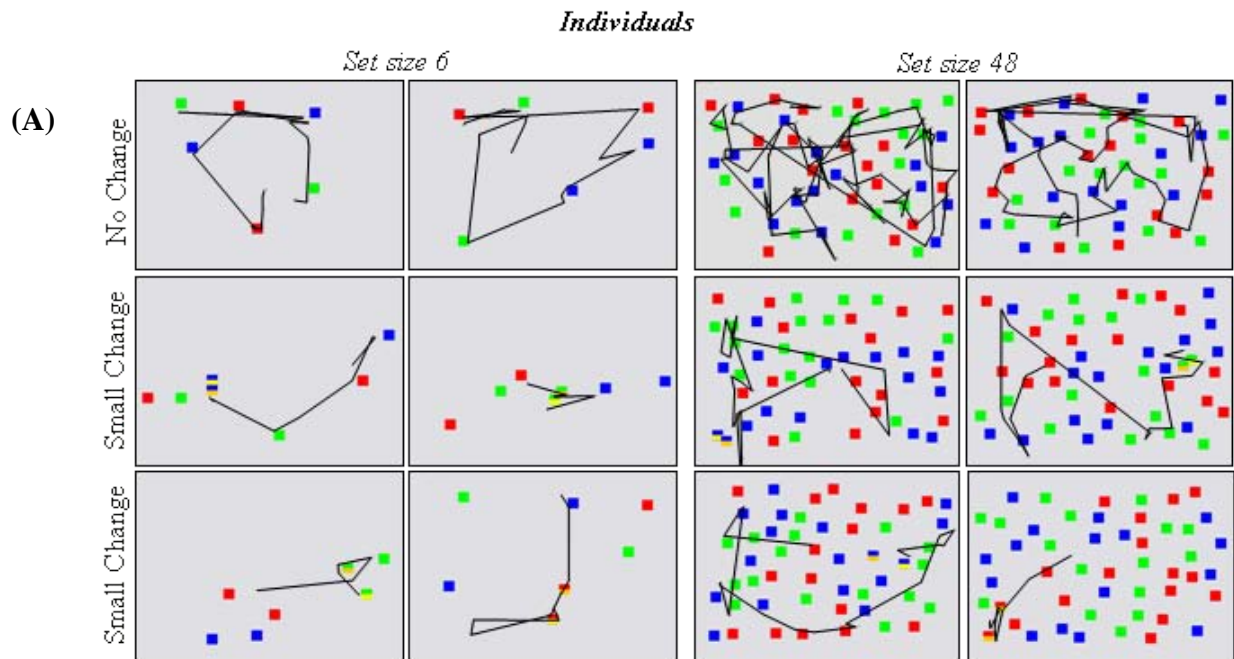 Individuals
Set size 6
Set size 48
(A)
No Change
Small Change
Small Change